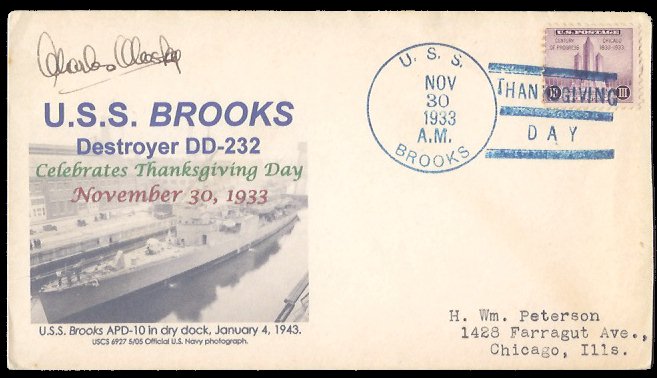 U.S.S. BROOKS
Destroyer DD-232
Celebrates Thanksgiving Day
November 30, 1933
U.S.S. Brooks APD-10 in dry dock, January 4, 1943.
USCS 6927 5/05 Official U.S. Navy photograph.
U. S. S.
NOV
30
1933
A.M.
BROOKS
THANKSGIVING
DAY
U.S. POSTAGE
CENTURY OF PROGRESS
CHICAGO 1833-1933
III
H. Wm. Peterson
1428 Farragut Ave.,
Chicago, Ills.